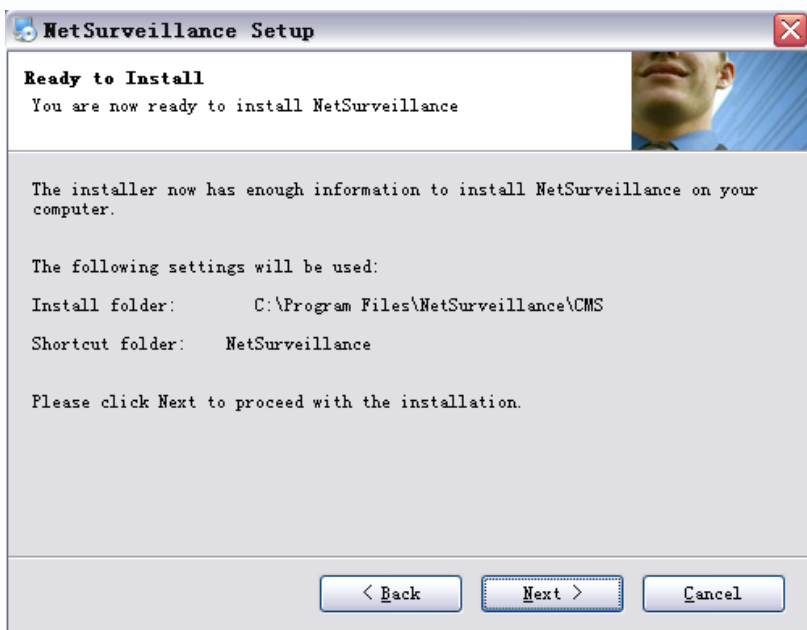 NetSurveillance Setup
Ready to Install
You are now ready to install NetSurveillance
The installer now has enough information to install NetSurveillance on your
computer.
The following settings will be used:
Install folder: C:\Program Files\NetSurveillance\CMS
Shortcut folder: NetSurveillance
Please click Next to proceed with the installation.
< Back Next > Cancel